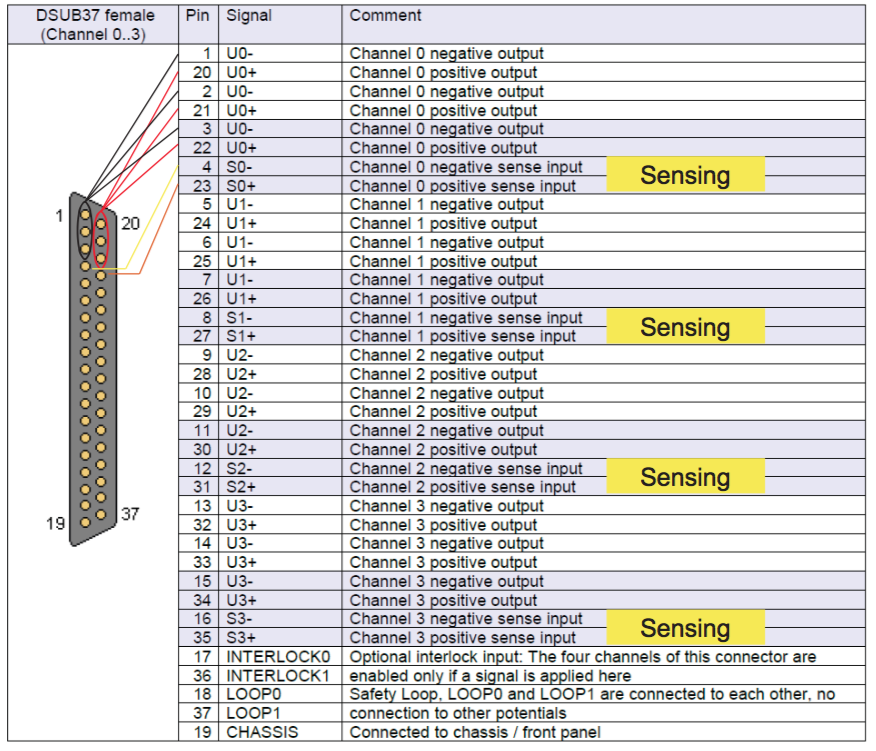 DSUB37 female Pin Signal Comment
(Channel 0..3)
1 U0- Channel 0 negative output
20 U0+ Channel 0 positive output
2 U0- Channel 0 negative output
21 U0+ Channel 0 positive output
3 U0- Channel 0 negative output
22 U0+ Channel 0 positive output
4 S0- Channel 0 negative sense input
Sensing
23 S0+ Channel 0 positive sense input
5 U1- Channel 1 negative output
1 20
24 U1+ Channel 1 positive output
6 U1- Channel 1 negative output
25 U1+ Channel 1 positive output
7 U1- Channel 1 negative output
26 U1+ Channel 1 positive output
8 S1- Channel 1 negative sense input
Sensing
27 S1+ Channel 1 positive sense input
9 U2- Channel 2 negative output
28 U2+ Channel 2 positive output
10 U2- Channel 2 negative output
29 U2+ Channel 2 positive output
11 U2- Channel 2 negative output
30 U2+ Channel 2 positive output
12 S2- Channel 2 negative sense input
Sensing
31 S2+ Channel 2 positive sense input
13 U3- Channel 3 negative output
19 37
32 U3+ Channel 3 positive output
14 U3- Channel 3 negative output
33 U3+ Channel 3 positive output
15 U3- Channel 3 negative output
34 U3+ Channel 3 positive output
16 S3- Channel 3 negative sense input
Sensing
35 S3+ Channel 3 positive sense input
17 INTERLOCK0 Optional interlock input: The four channels of this connector are
36 INTERLOCK1 enabled only if a signal is applied here
18 LOOP0 Safety Loop, LOOP0 and LOOP1 are connected to each other, no
37 LOOP1 connection to other potentials
19 CHASSIS Connected to chassis / front panel